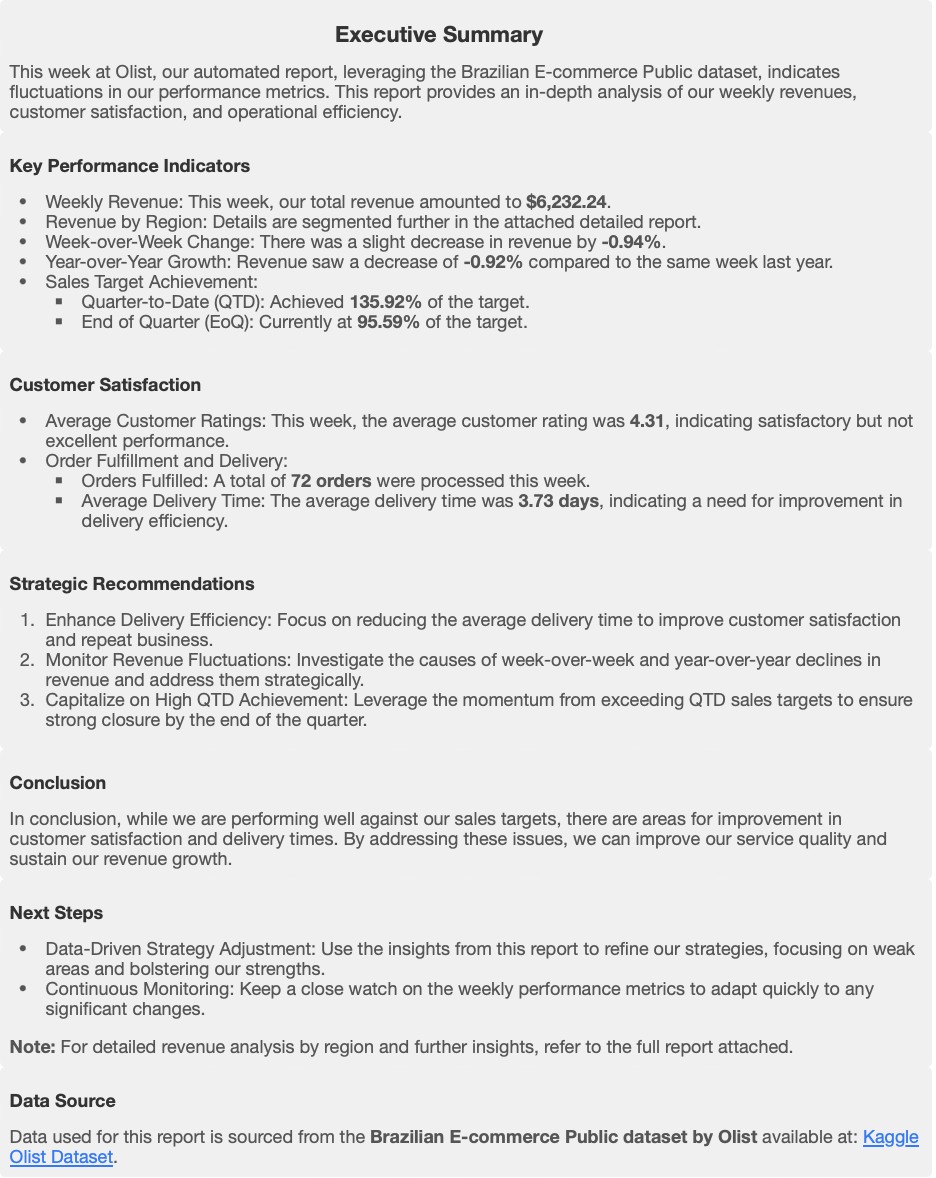 Executive Summary
This week at Olist, our automated report, leveraging the Brazilian E-commerce Public dataset, indicates
fluctuations in our performance metrics. This report provides an in-depth analysis of our weekly revenues,
customer satisfaction, and operational efficiency.
Key Performance Indicators
• Weekly Revenue: This week, our total revenue amounted to $6,232.24.
• Revenue by Region: Details are segmented further in the attached detailed report.
• Week-over-Week Change: There was a slight decrease in revenue by -0.94%.
• Year-over-Year Growth: Revenue saw a decrease of -0.92% compared to the same week last year.
• Sales Target Achievement:
▪ Quarter-to-Date (QTD): Achieved 135.92% of the target.
▪ End of Quarter (EoQ): Currently at 95.59% of the target.
Customer Satisfaction
• Average Customer Ratings: This week, the average customer rating was 4.31, indicating satisfactory but not
excellent performance.
• Order Fulfillment and Delivery:
▪ Orders Fulfilled: A total of 72 orders were processed this week.
▪ Average Delivery Time: The average delivery time was 3.73 days, indicating a need for improvement in
delivery efficiency.
Strategic Recommendations
1. Enhance Delivery Efficiency: Focus on reducing the average delivery time to improve customer satisfaction
and repeat business.
2. Monitor Revenue Fluctuations: Investigate the causes of week-over-week and year-over-year declines in
revenue and address them strategically.
3. Capitalize on High QTD Achievement: Leverage the momentum from exceeding QTD sales targets to ensure
strong closure by the end of the quarter.
Conclusion
In conclusion, while we are performing well against our sales targets, there are areas for improvement in
customer satisfaction and delivery times. By addressing these issues, we can improve our service quality and
sustain our revenue growth.
Next Steps
• Data-Driven Strategy Adjustment: Use the insights from this report to refine our strategies, focusing on weak
areas and bolstering our strengths.
• Continuous Monitoring: Keep a close watch on the weekly performance metrics to adapt quickly to any
significant changes.
Note: For detailed revenue analysis by region and further insights, refer to the full report attached.
Data Source
Data used for this report is sourced from the Brazilian E-commerce Public dataset by Olist available at: Kaggle
Olist Dataset.